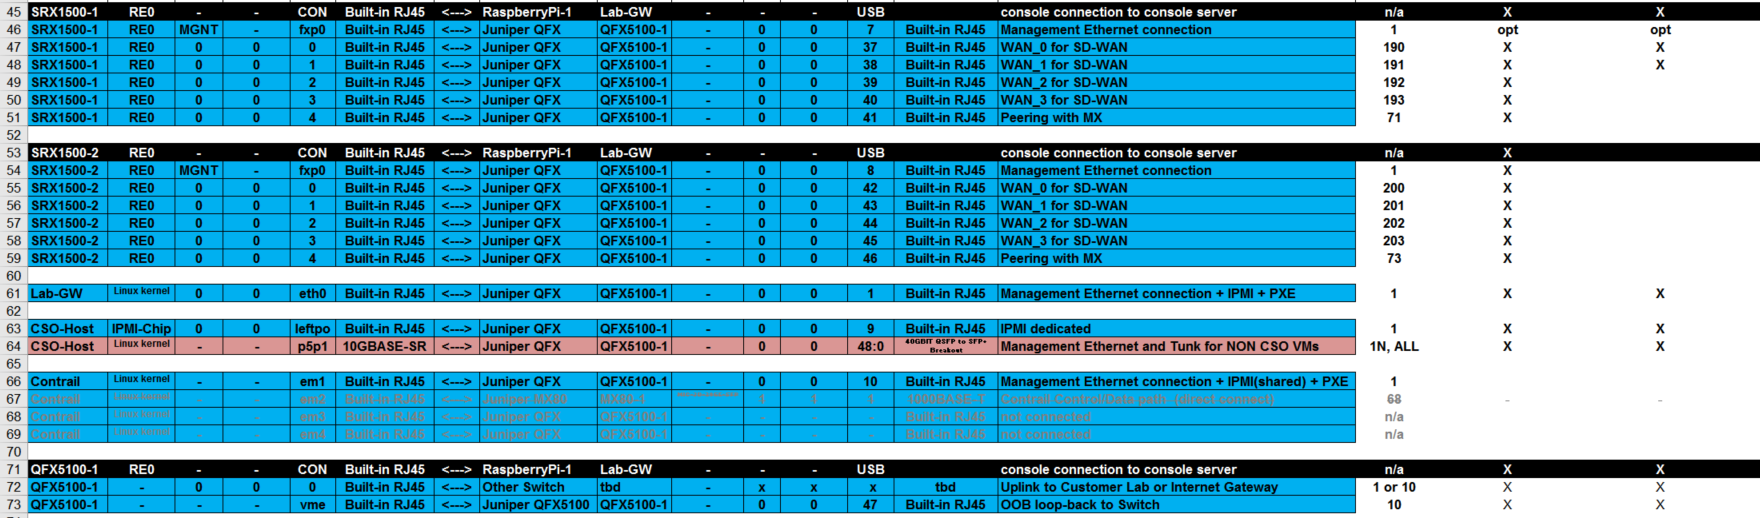 45 SRX1500-1 RE0 - - CON Built-in RJ45 <---> RaspberryPi-1 Lab-GW - - - USB console connection to console server n/a X X
46 SRX1500-1 RE0 MGNT - fxp0 Built-in RJ45 <---> Juniper QFX QFX5100-1 - 0 0 7 Built-in RJ45 Management Ethernet connection 1 opt opt
47 SRX1500-1 RE0 0 0 0 Built-in RJ45 <---> Juniper QFX QFX5100-1 - 0 0 37 Built-in RJ45 WAN_0 for SD-WAN 190 X X
48 SRX1500-1 RE0 0 0 1 Built-in RJ45 <---> Juniper QFX QFX5100-1 - 0 0 38 Built-in RJ45 WAN_1 for SD-WAN 191 X X
49 SRX1500-1 RE0 0 0 2 Built-in RJ45 <---> Juniper QFX QFX5100-1 - 0 0 39 Built-in RJ45 WAN_2 for SD-WAN 192 X
50 SRX1500-1 RE0 0 0 3 Built-in RJ45 <---> Juniper QFX QFX5100-1 - 0 0 40 Built-in RJ45 WAN_3 for SD-WAN 193 X
51 SRX1500-1 RE0 0 0 4 Built-in RJ45 <---> Juniper QFX QFX5100-1 - 0 0 41 Built-in RJ45 Peering with MX 71 X
52
53 SRX1500-2 RE0 - - CON Built-in RJ45 <---> RaspberryPi-1 Lab-GW - - - USB console connection to console server n/a X
54 SRX1500-2 RE0 MGNT - fxp0 Built-in RJ45 <---> Juniper QFX QFX5100-1 - 0 0 8 Built-in RJ45 Management Ethernet connection 1 X
55 SRX1500-2 RE0 0 0 0 Built-in RJ45 <---> Juniper QFX QFX5100-1 - 0 0 42 Built-in RJ45 WAN_0 for SD-WAN 200 X
56 SRX1500-2 RE0 0 0 1 Built-in RJ45 <---> Juniper QFX QFX5100-1 - 0 0 43 Built-in RJ45 WAN_1 for SD-WAN 201 X
57 SRX1500-2 RE0 0 0 2 Built-in RJ45 <---> Juniper QFX QFX5100-1 - 0 0 44 Built-in RJ45 WAN_2 for SD-WAN 202 X
58 SRX1500-2 RE0 0 0 3 Built-in RJ45 <---> Juniper QFX QFX5100-1 - 0 0 45 Built-in RJ45 WAN_3 for SD-WAN 203 X
59 SRX1500-2 RE0 0 0 4 Built-in RJ45 <---> Juniper QFX QFX5100-1 - 0 0 46 Built-in RJ45 Peering with MX 73 X
60
61 Lab-GW Linux kernel 0 0 eth0 Built-in RJ45 <---> Juniper QFX QFX5100-1 - 0 0 1 Built-in RJ45 Management Ethernet connection + IPMI + PXE 1 X X
62
63 CSO-Host IPMI-Chip 0 0 leftpo Built-in RJ45 <---> Juniper QFX QFX5100-1 - 0 0 9 Built-in RJ45 IPMI dedicated 1 X X
64 CSO-Host Linux kernel - - p5p1 10GBASE-SR <---> Juniper QFX QFX5100-1 - 0 0 48:0 40GBIT QSFP to SFP+ Breakout Management Ethernet and Tunk for NON CSO VMs 1N, ALL X X
65
66 Contrail Linux kernel - - em1 Built-in RJ45 <---> Juniper QFX QFX5100-1 - 0 0 10 Built-in RJ45 Management Ethernet connection + IPMI(shared) + PXE 1
67 Contrail Linux kernel - - em2 Built-in RJ45 <---> Juniper MX80 MX80-1 1 1 1 1000BASE-T Contrail Control/Data path (direct connect) 68 - -
68 Contrail Linux kernel - - em3 Built-in RJ45 <---> Juniper QFX QFX5100-1 - - - - Built-in RJ45 not connected n/a
69 Contrail Linux kernel - - em4 Built-in RJ45 <---> Juniper QFX QFX5100-1 - - - - Built-in RJ45 not connected n/a
70
71 QFX5100-1 RE0 - - CON Built-in RJ45 <---> RaspberryPi-1 Lab-GW - - - USB console connection to console server n/a X X
72 QFX5100-1 - 0 0 0 Built-in RJ45 <---> Other Switch tbd - x x x tbd Uplink to Customer Lab or Internet Gateway 1 or 10 X X
73 QFX5100-1 - - - vme Built-in RJ45 <---> Juniper QFX5100 QFX5100-1 - 0 0 47 Built-in RJ45 OOB loop-back to Switch 10 X X